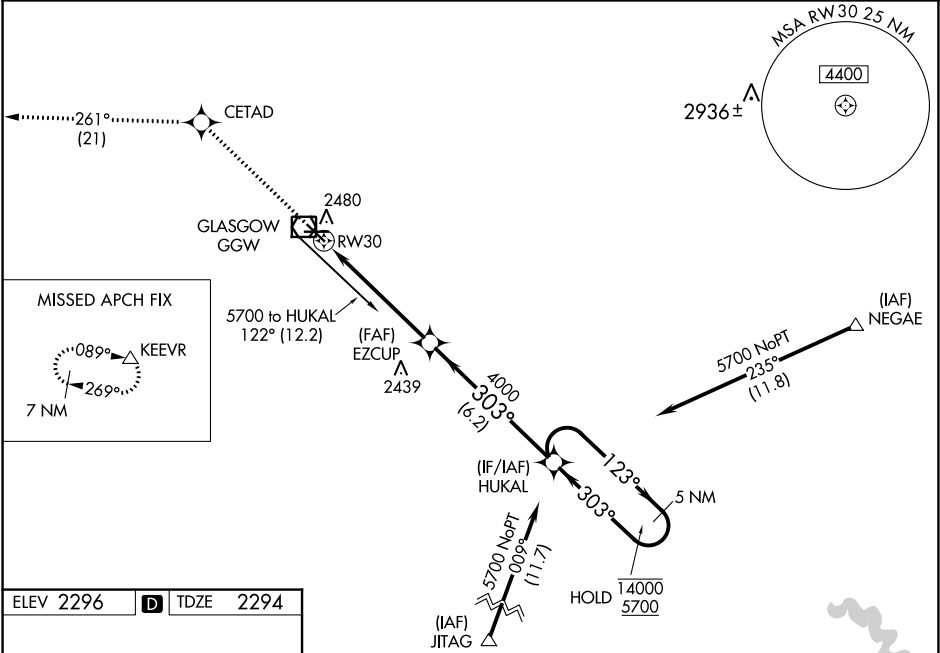 MSA RW30 25 NM
4400
2936 ±
CETAD
261°
(21)
2480
GLASGOW
GGW
RW30
MISSED APCH FIX
089°
KEEVR
269°
7 NM
5700 to HUKAL
122° (12.2)
(FAF)
EZCUP
2439
(IAF)
NEGAE
5700 NoPT
235°
(11.8)
4000
303°
(6.2)
(IF/IAF)
HUKAL
123°
303°
5 NM
5700 NoPT
009°
(11.7)
HOLD
14000
5700
(IAF)
JITAG
ELEV 2296 D TDZE 2294